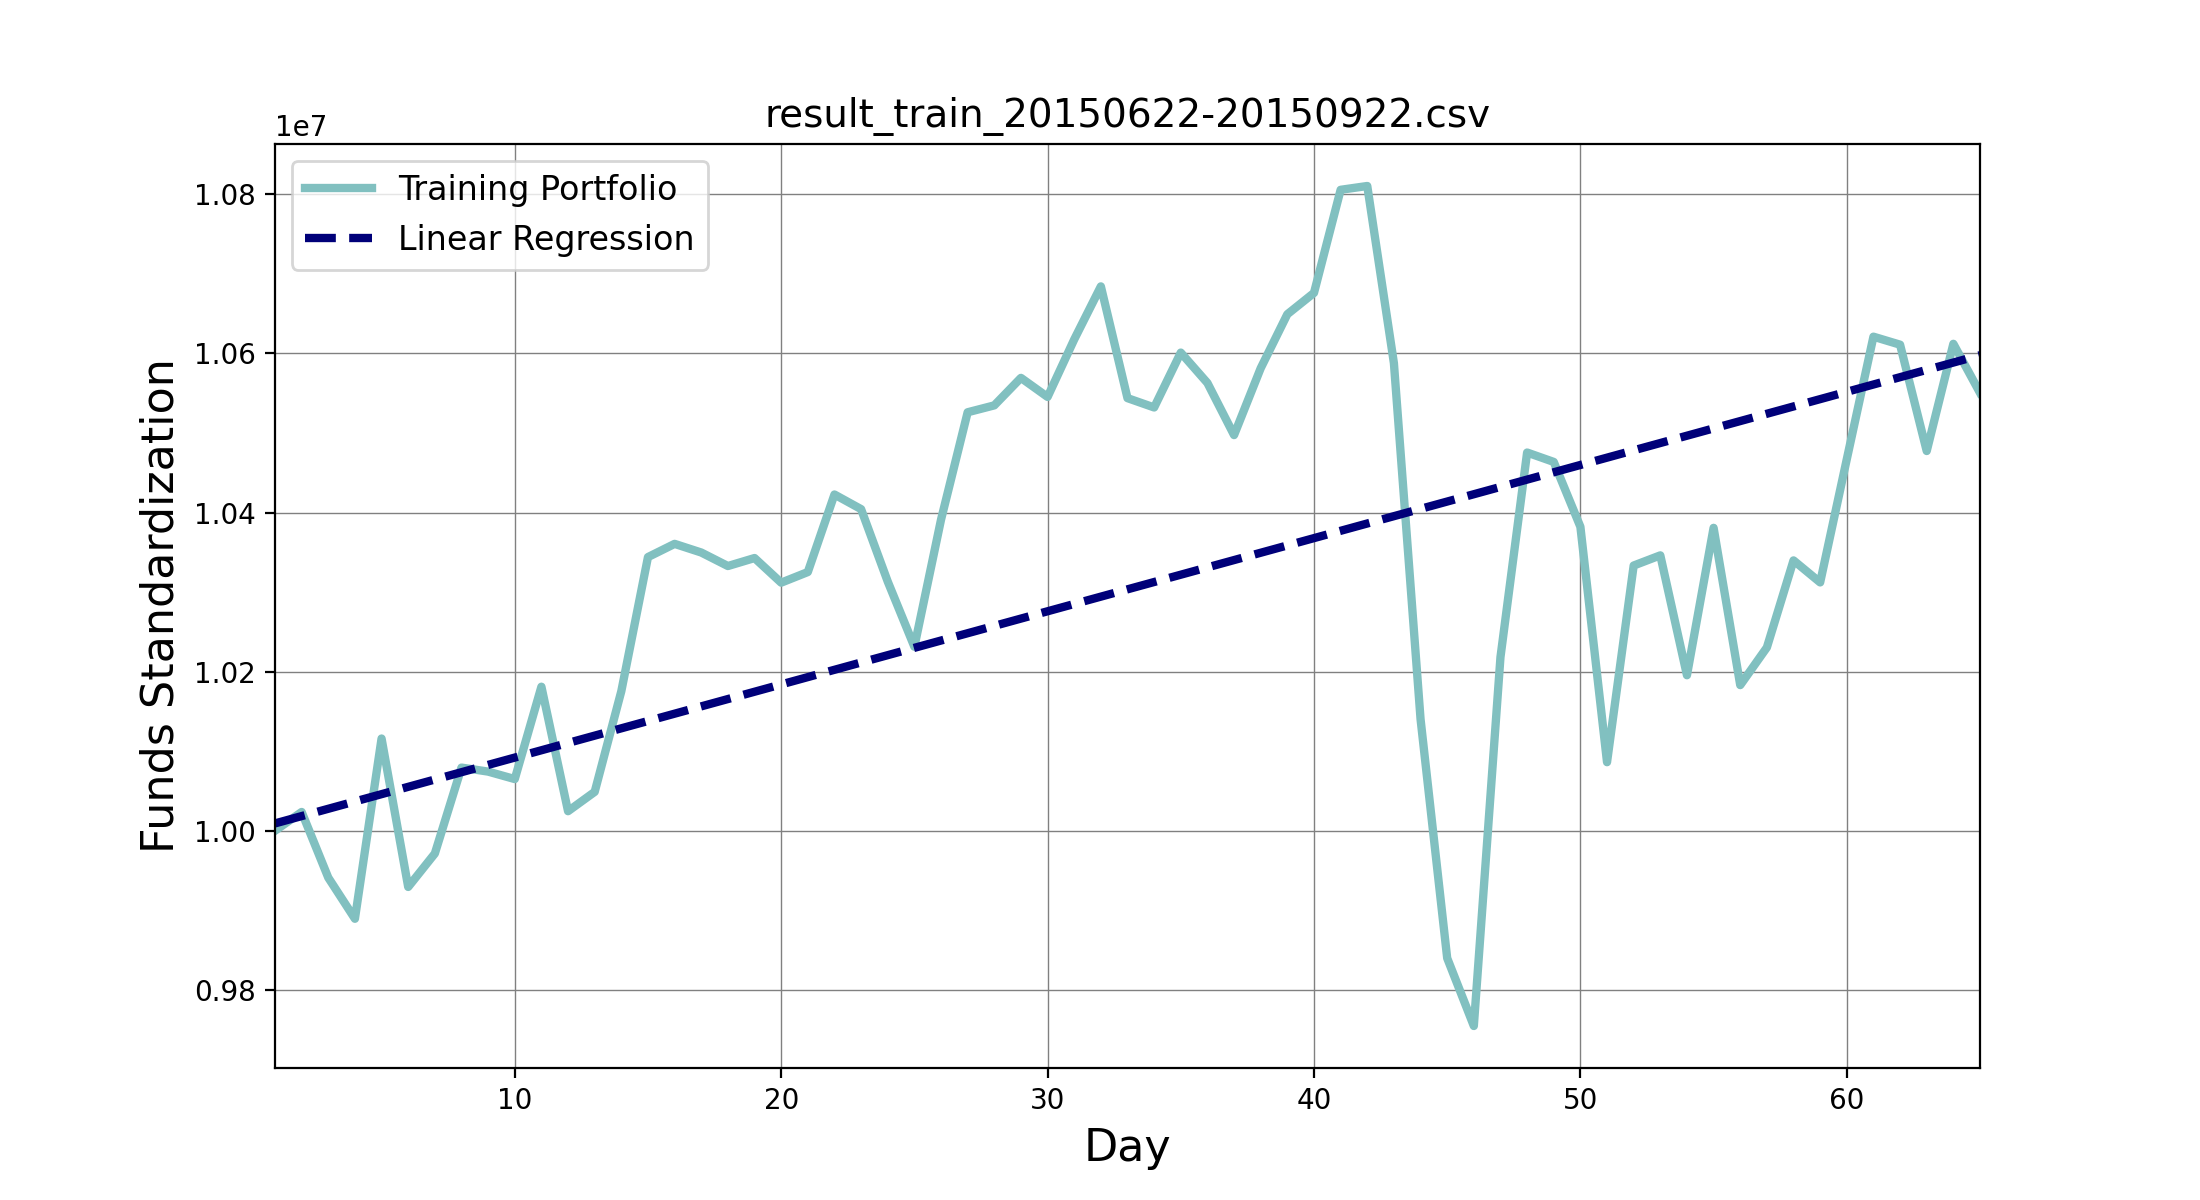 result_train_20150622-20150922.csv
1e7
Training Portfolio
Linear Regression
Funds Standardization
1.08
1.06
1.04
1.02
1.00
0.98
10 20 30 40 50 60
Day